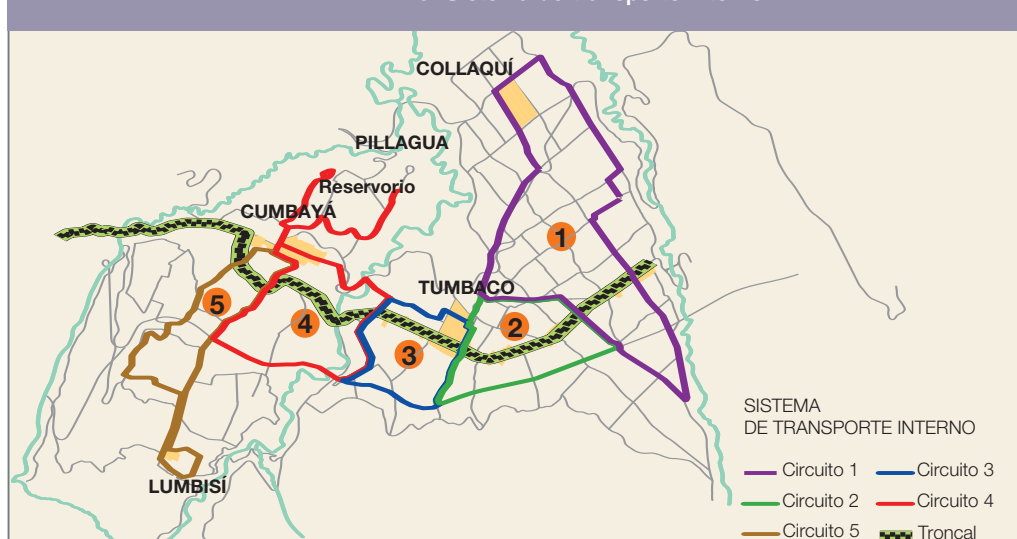 COLLAQUÍ
PILLAGUA
Reservorio
CUMBAYÁ
1
TUMBACO
5
4
2
3
LUMBISÍ
SISTEMA
DE TRANSPORTE INTERNO
Circuito 1
Circuito 3
Circuito 2
Circuito 4
Circuito 5
Troncal